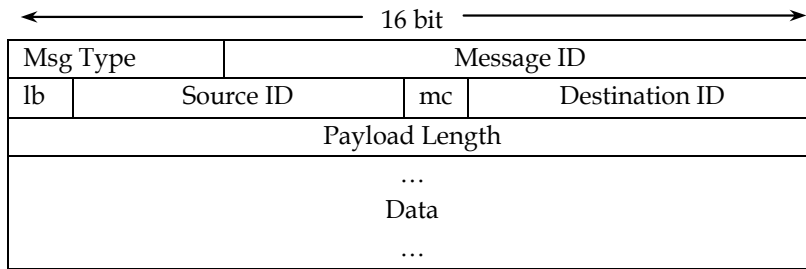 16 bit
Msg Type Message ID
lb Source ID mc Destination ID
Payload Length
…
Data
…